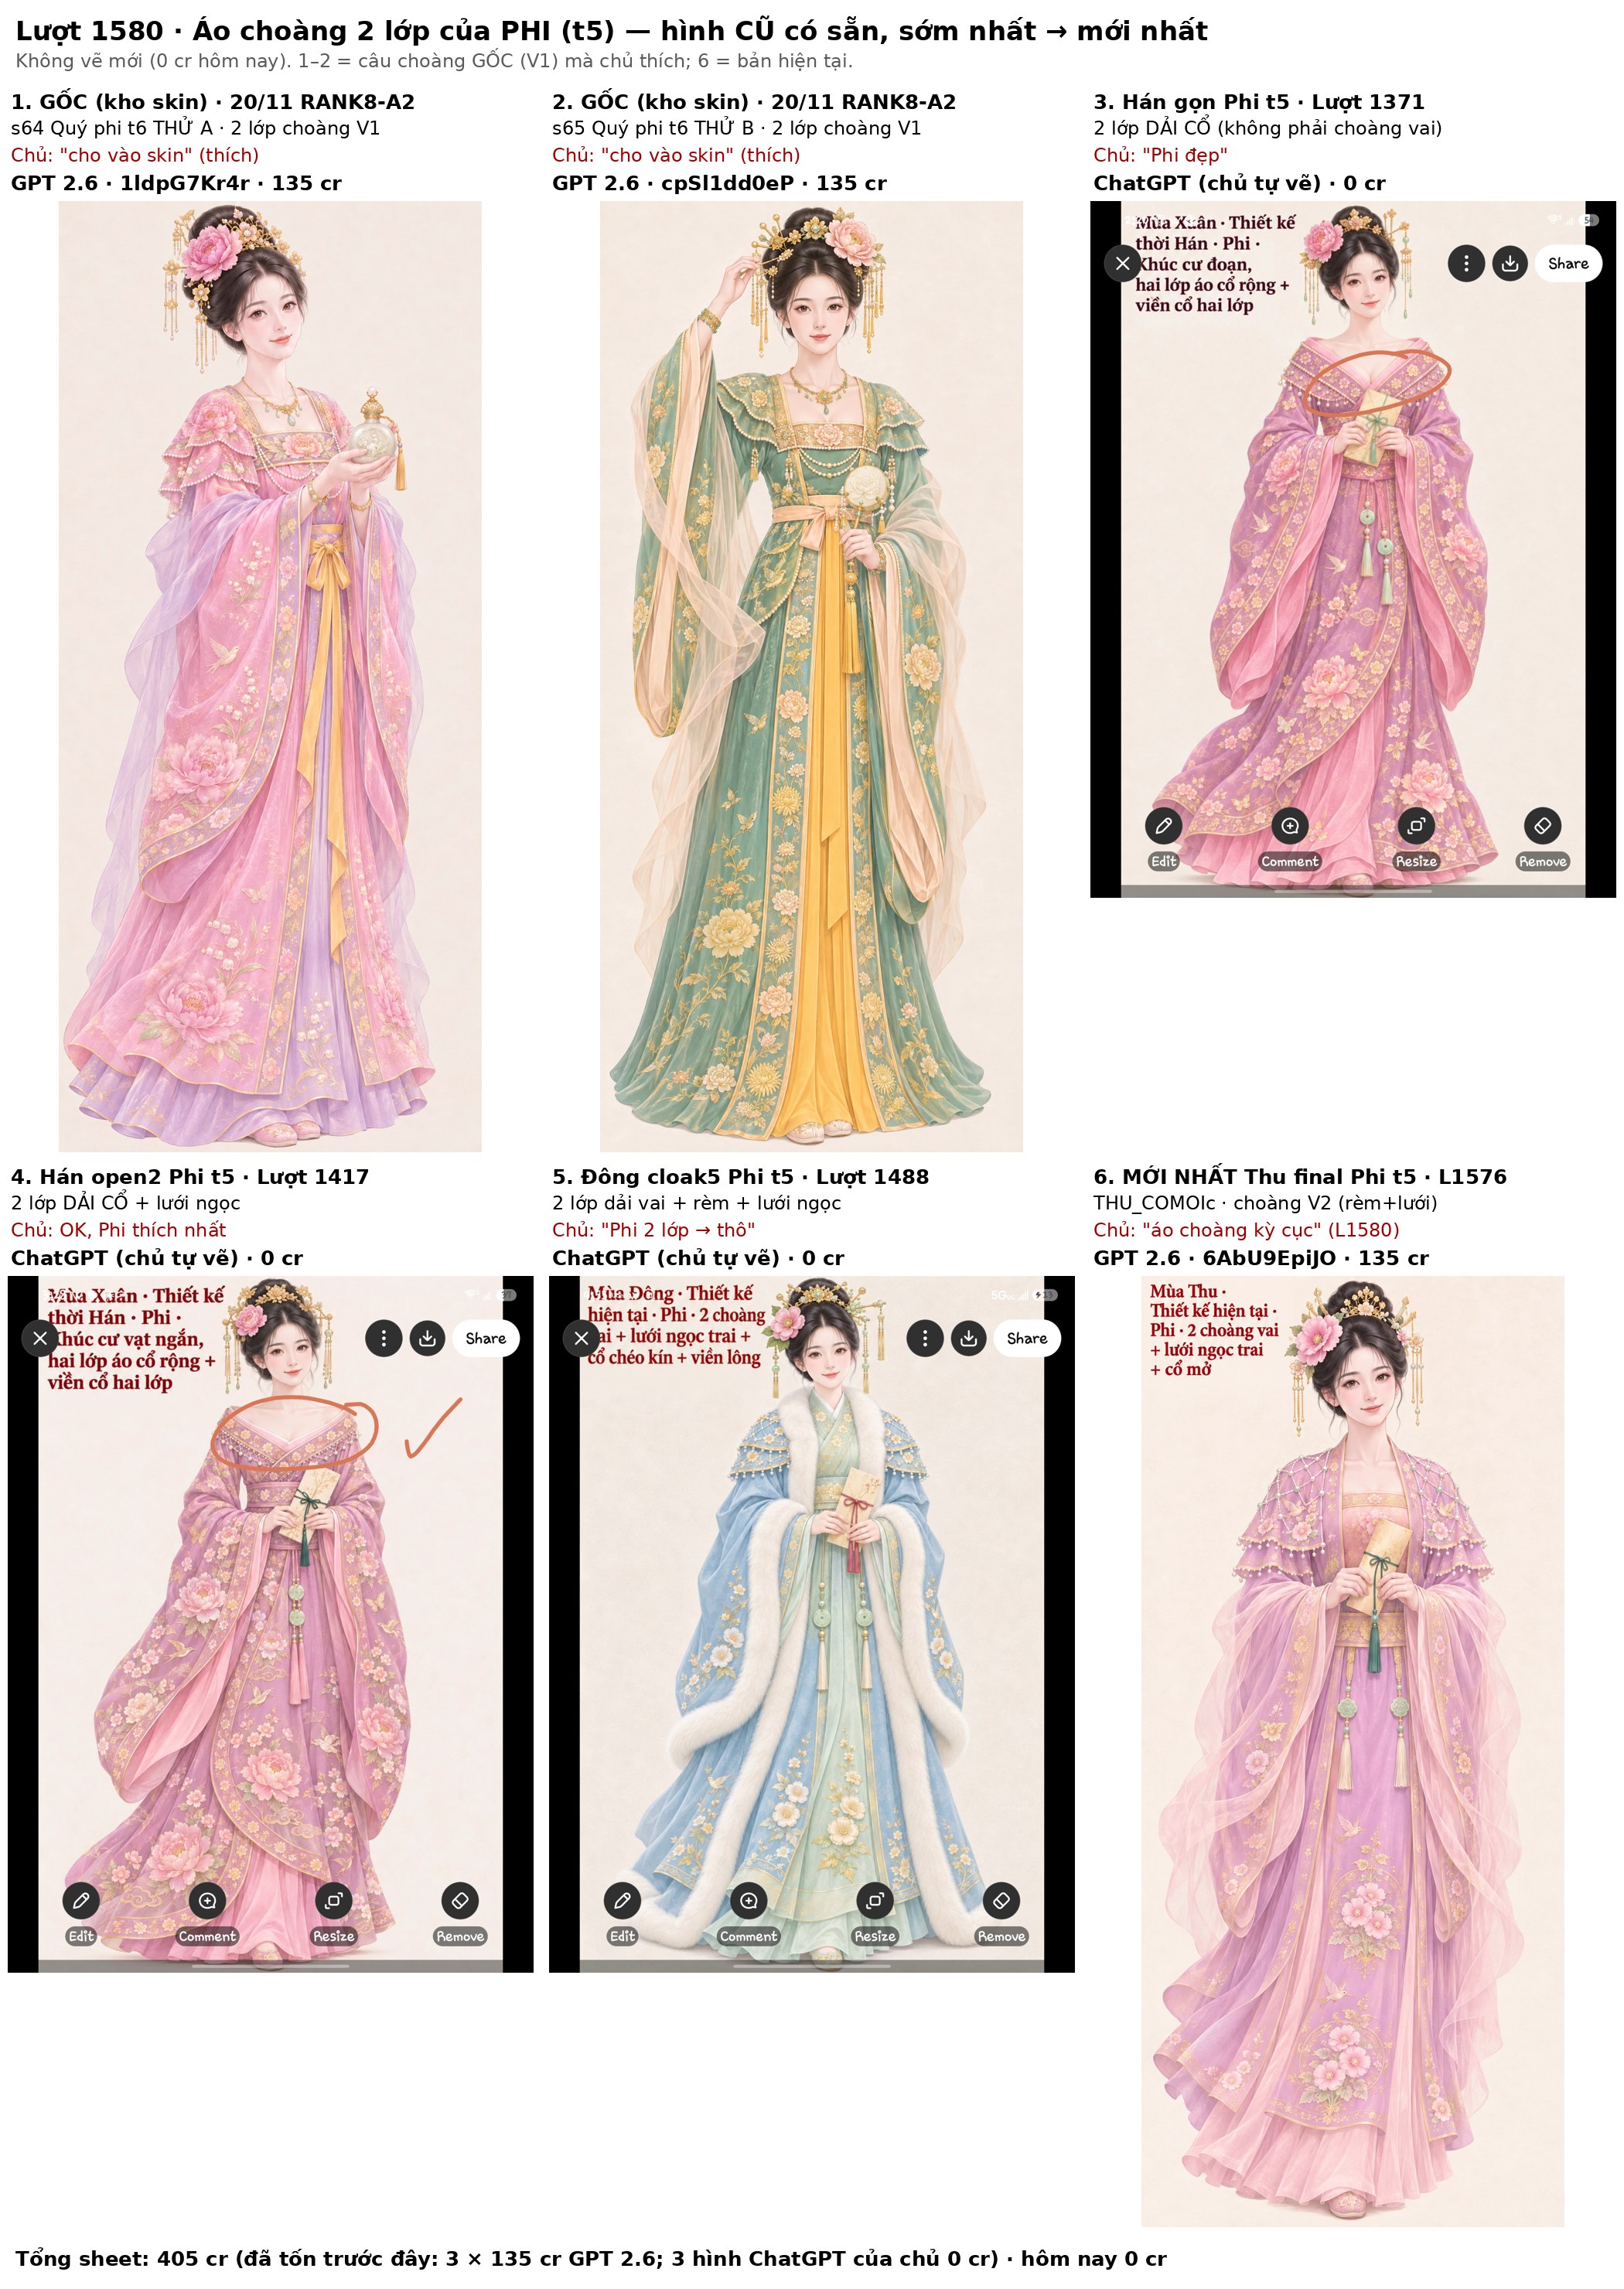 Lượt 1580 · Áo choàng 2 lớp của PHI (t5) — hình CŨ có sẵn, sớm nhất → mới nhất
Không vẽ mới (0 cr hôm nay). 1–2 = câu choàng GỐC (V1) mà chủ thích; 6 = bản hiện tại.
1. GỐC (kho skin) · 20/11 RANK8-A2
s64 Quý phi t6 THỬ A · 2 lớp choàng V1
Chủ: "cho vào skin" (thích)
GPT 2.6 · 1ldpG7Kr4r · 135 cr
2. GỐC (kho skin) · 20/11 RANK8-A2
s65 Quý phi t6 THỬ B · 2 lớp choàng V1
Chủ: "cho vào skin" (thích)
GPT 2.6 · cpSl1dd0eP · 135 cr
3. Hán gọn Phi t5 · Lượt 1371
2 lớp DẢI CỔ (không phải choàng vai)
Chủ: "Phi đẹp"
ChatGPT (chủ tự vẽ) · 0 cr
Mùa Xuân · Thiết kế
thời Hán · Phi ·
Khúc cư đoạn,
hai lớp áo cổ rộng +
viền cổ hai lớp
Share
Edit
Comment
Resize
Remove
4. Hán open2 Phi t5 · Lượt 1417
2 lớp DẢI CỔ + lưới ngọc
Chủ: OK, Phi thích nhất
ChatGPT (chủ tự vẽ) · 0 cr
Mùa Xuân · Thiết kế
thời Hán · Phi ·
Khúc cư vạt ngắn,
hai lớp áo cổ rộng +
viền cổ hai lớp
Share
Edit
Comment
Resize
Remove
5. Đông cloak5 Phi t5 · Lượt 1488
2 lớp dải vai + rèm + lưới ngọc
Chủ: "Phi 2 lớp → thô"
ChatGPT (chủ tự vẽ) · 0 cr
Mùa Đông · Thiết kế
hiện tại · Phi · 2 choàng
ai + lưới ngọc trai +
cổ chéo kín + viền lông
5G
Share
Edit
Comment
Resize
Remove
6. MỚI NHẤT Thu final Phi t5 · L1576
THU_COMOIc · choàng V2 (rèm+lưới)
Chủ: "áo choàng kỳ cục" (L1580)
GPT 2.6 · 6AbU9EpiJO · 135 cr
Mùa Thu ·
Thiết kế hiện tại ·
Phi · 2 choàng vai
+ lưới ngọc trai
+ cổ mở
Tổng sheet: 405 cr (đã tốn trước đây: 3 × 135 cr GPT 2.6; 3 hình ChatGPT của chủ 0 cr) · hôm nay 0 cr